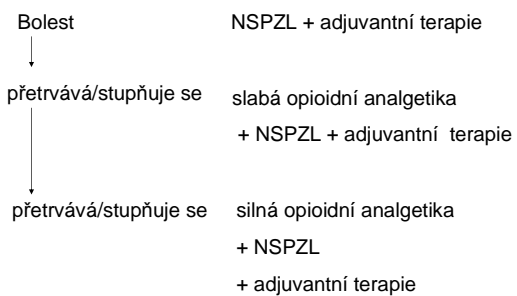 Bolest NSPZL + adjuvantní terapie
přetrvává/stupňuje se slabá opioidní analgetika
+ NSPZL + adjuvantní terapie
přetrvává/stupňuje se silná opioidní analgetika
+ NSPZL
+ adjuvantní terapie